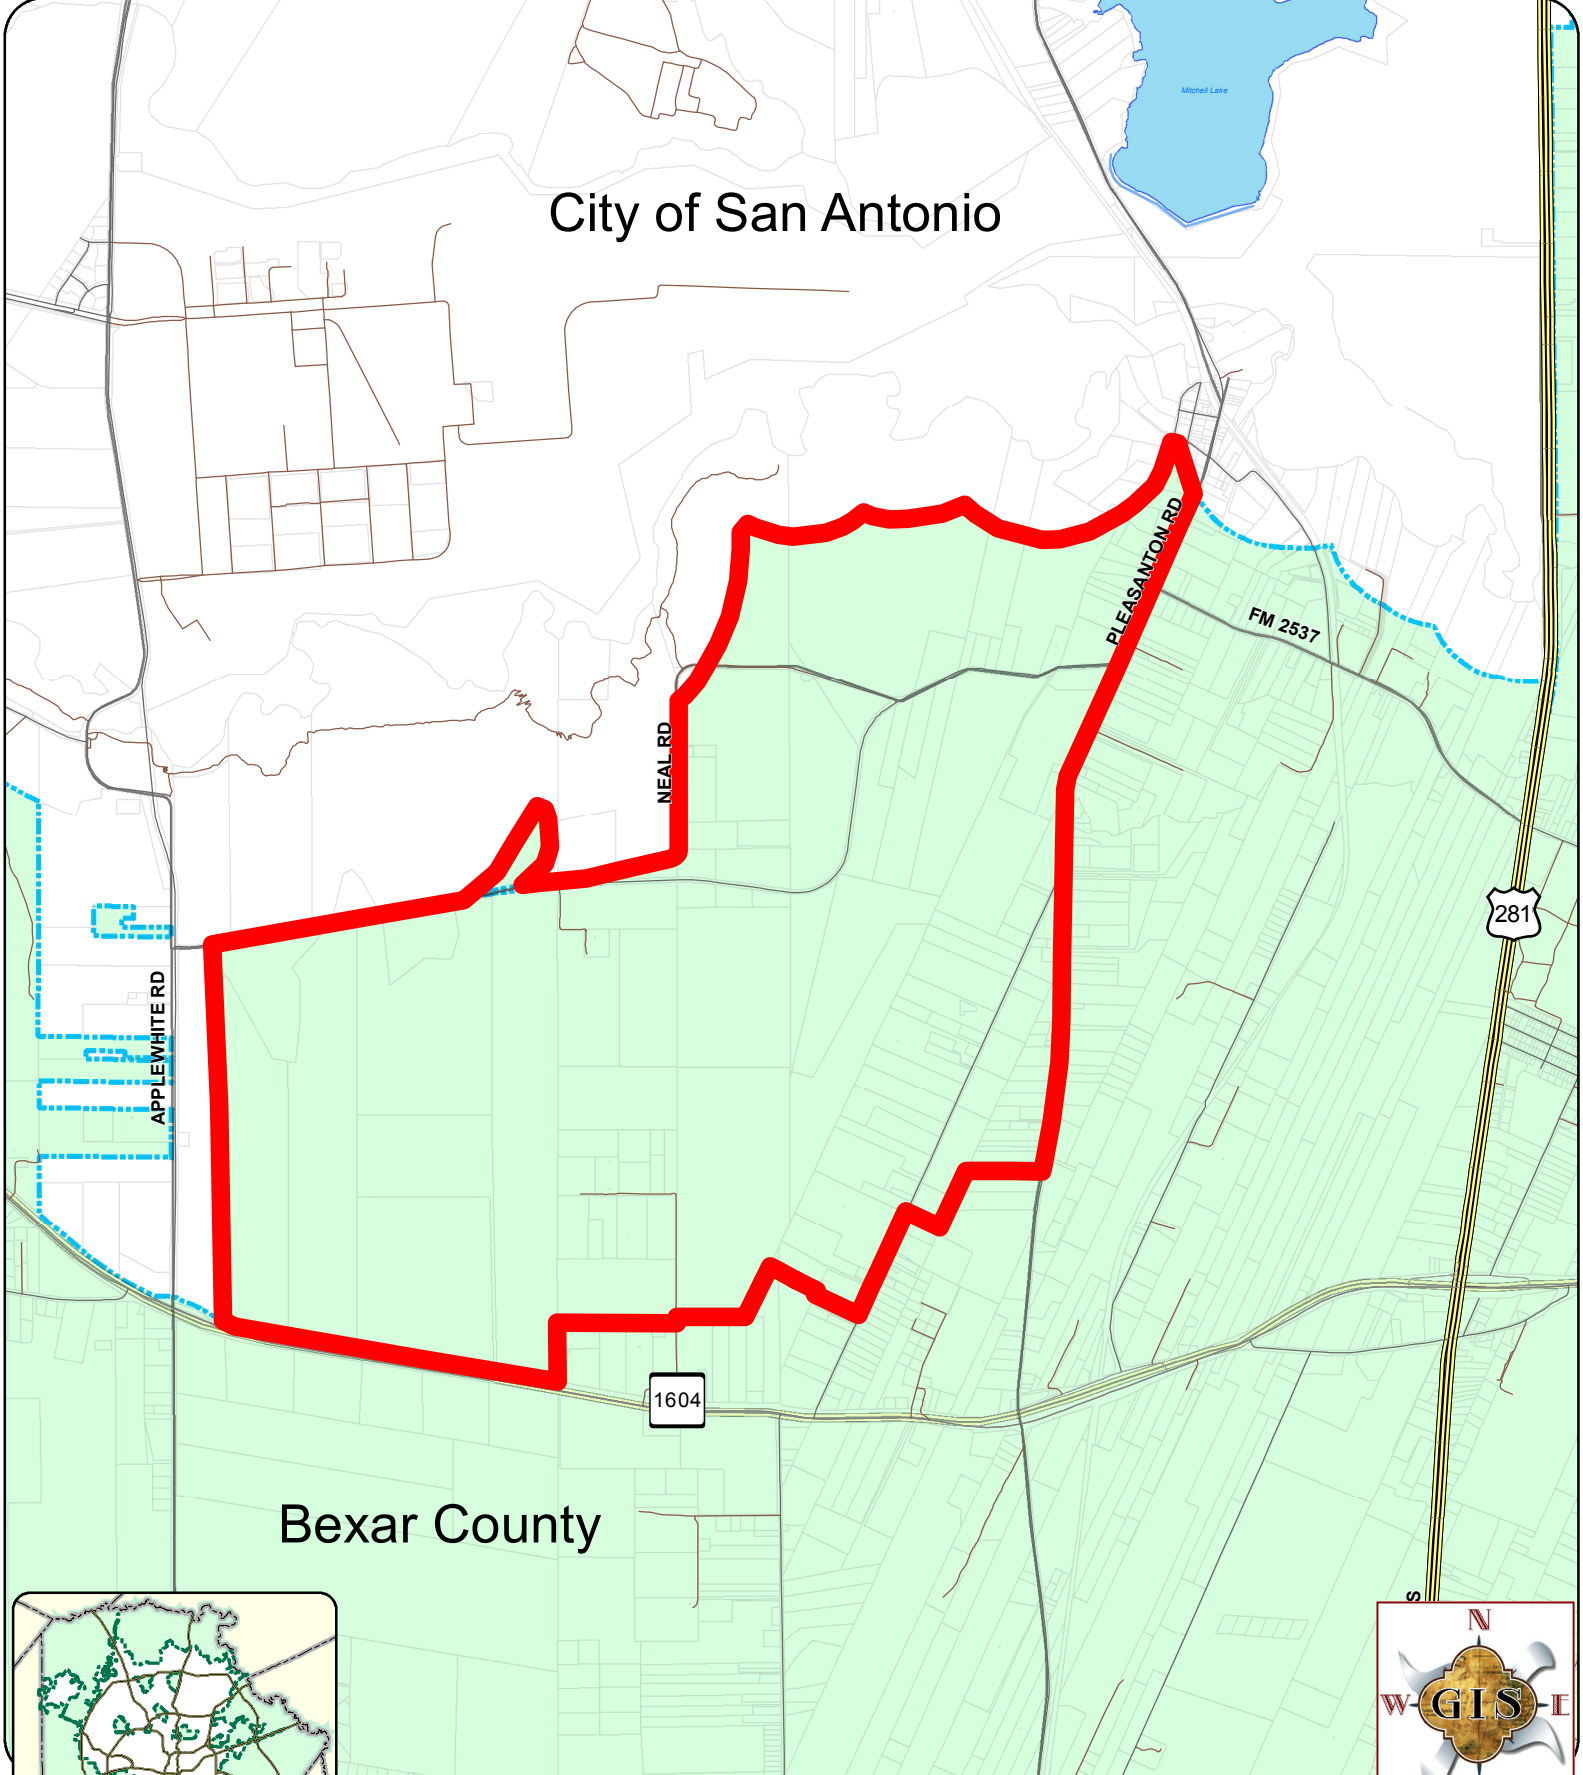 Mitchell Lake
City of San Antonio
PLEASANTON RD
FM 2537
NEAL RD
281
APPLEWHITE RD
1604
Bexar County
S
N
W GIS E